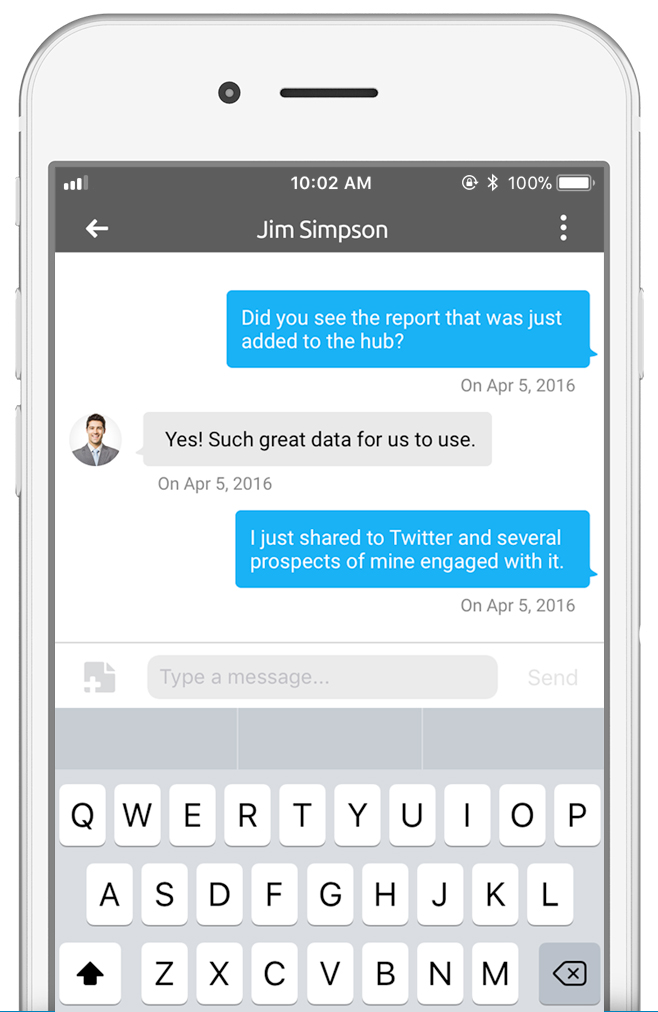 10:02 AM
100%
Jim Simpson
Did you see the report that was just
added to the hub?
On Apr 5, 2016
Yes! Such great data for us to use.
On Apr 5, 2016
I just shared to Twitter and several
prospects of mine engaged with it.
On Apr 5, 2016
Type a message... Send
Q W E R T Y U I O P
A S D F G H J K L
Z X C V B N M